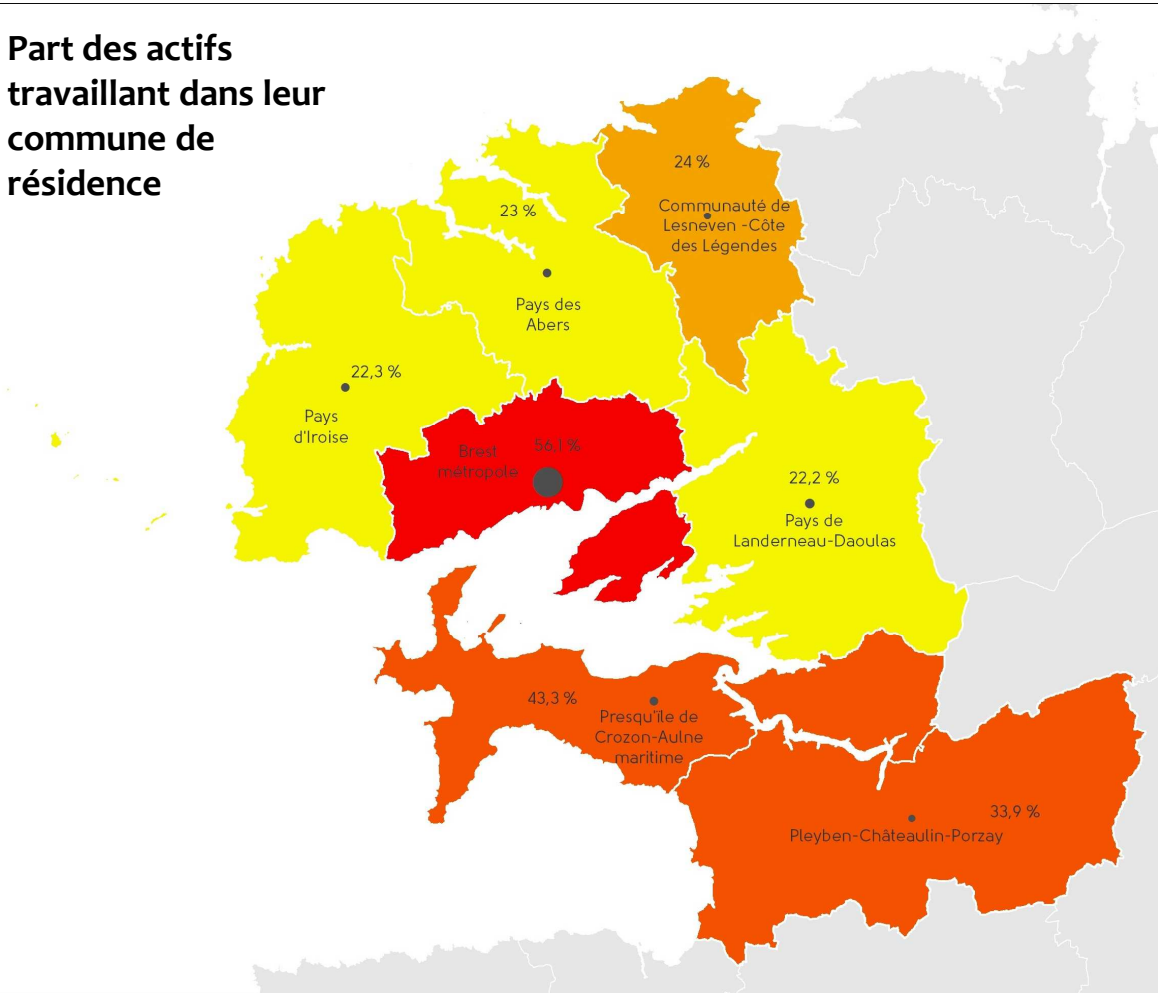 Part des actifs
travaillant dans leur
commune de
résidence
24 %
Communauté de
Lesneven -Côte
des Légendes
23 %
Pays des
Abers
22,3 %
Pays
d'Iroise
Brest
métropole
56,1 %
22,2 %
Pays de
Landerneau-Daoulas
43,3 %
Presqu'île de
Crozon-Aulne
maritime
33,9 %
Pleyben-Châteaulin-Porzay